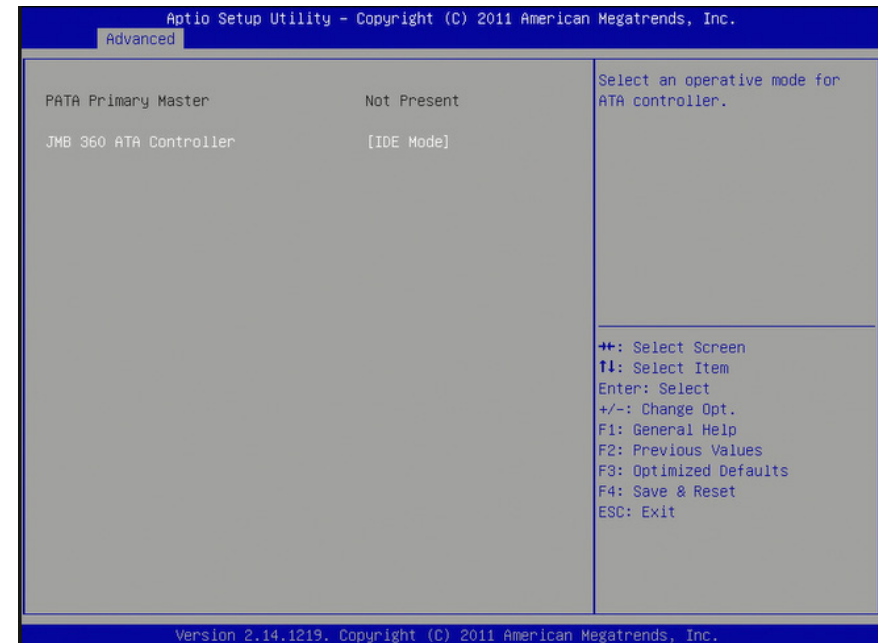 Aptio Setup Utility – Copyright (C) 2011 American Megatrends, Inc.
Advanced
PATA Primary Master Not Present
JMB 360 ATA Controller [IDE Mode]
Select an operative mode for
ATA controller.
→←: Select Screen
↑↓: Select Item
Enter: Select
+/-: Change Opt.
F1: General Help
F2: Previous Values
F3: Optimized Defaults
F4: Save & Reset
ESC: Exit
Version 2.14.1219. Copyright (C) 2011 American Megatrends, Inc.